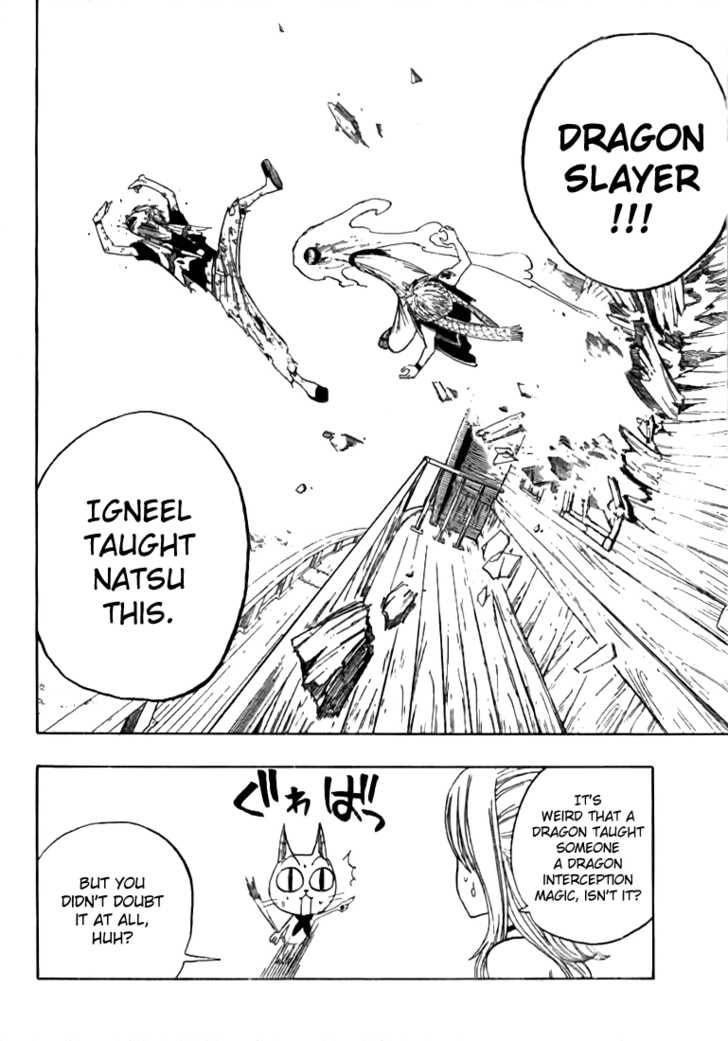 DRAGON
SLAYER
!!!
IGNEEL
TAUGHT
NATSU
THIS.
IT'S
WEIRD THAT A
DRAGON TAUGHT
SOMEONE
A DRAGON
INTERCEPTION
MAGIC, ISN'T IT?
ぐわばっ
BUT YOU
DIDN'T DOUBT
IT AT ALL,
HUH?